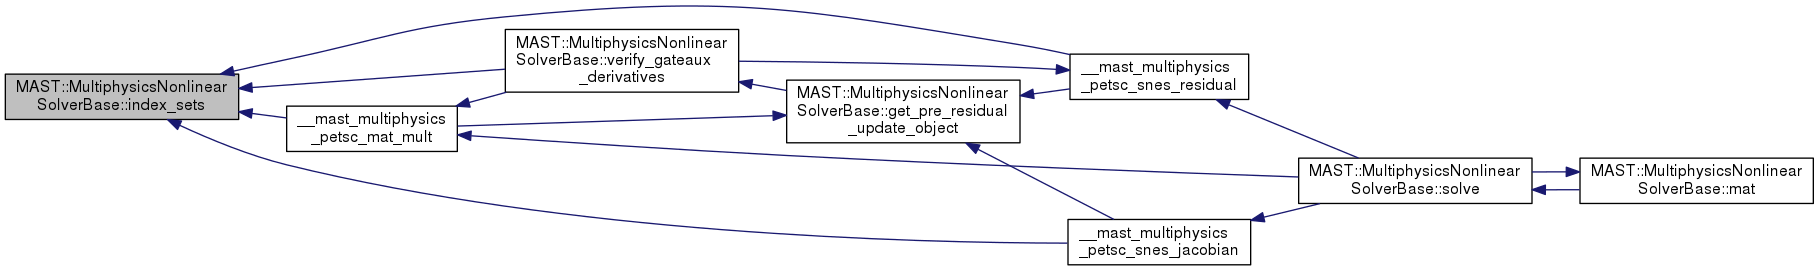 MAST::MultiphysicsNonlinear
SolverBase::index_sets
__mast_multiphysics
_petsc_mat_mult
MAST::MultiphysicsNonlinear
SolverBase::verify_gateaux
_derivatives
MAST::MultiphysicsNonlinear
SolverBase::get_pre_residual
_update_object
__mast_multiphysics
_petsc_snes_residual
__mast_multiphysics
_petsc_snes_jacobian
MAST::MultiphysicsNonlinear
SolverBase::solve
MAST::MultiphysicsNonlinear
SolverBase::mat